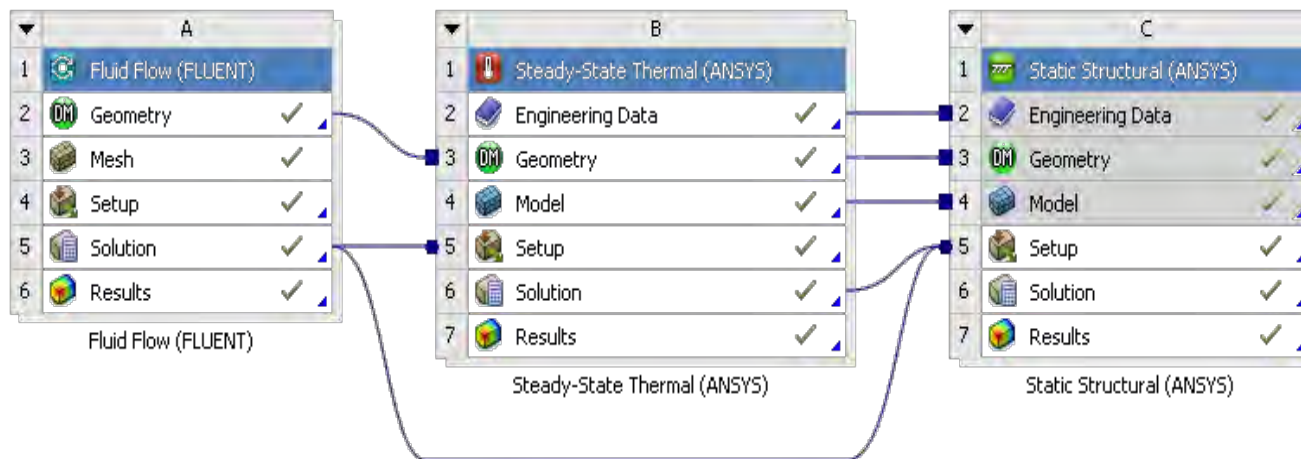 A
1 Fluid Flow (FLUENT)
2 DM Geometry
3 Mesh
4 Setup
5 Solution
6 Results
Fluid Flow (FLUENT)
B
1 Steady-State Thermal (ANSYS)
2 Engineering Data
3 DM Geometry
4 Model
5 Setup
6 Solution
7 Results
Steady-State Thermal (ANSYS)
C
1 Static Structural (ANSYS)
2 Engineering Data
3 DM Geometry
4 Model
5 Setup
6 Solution
7 Results
Static Structural (ANSYS)